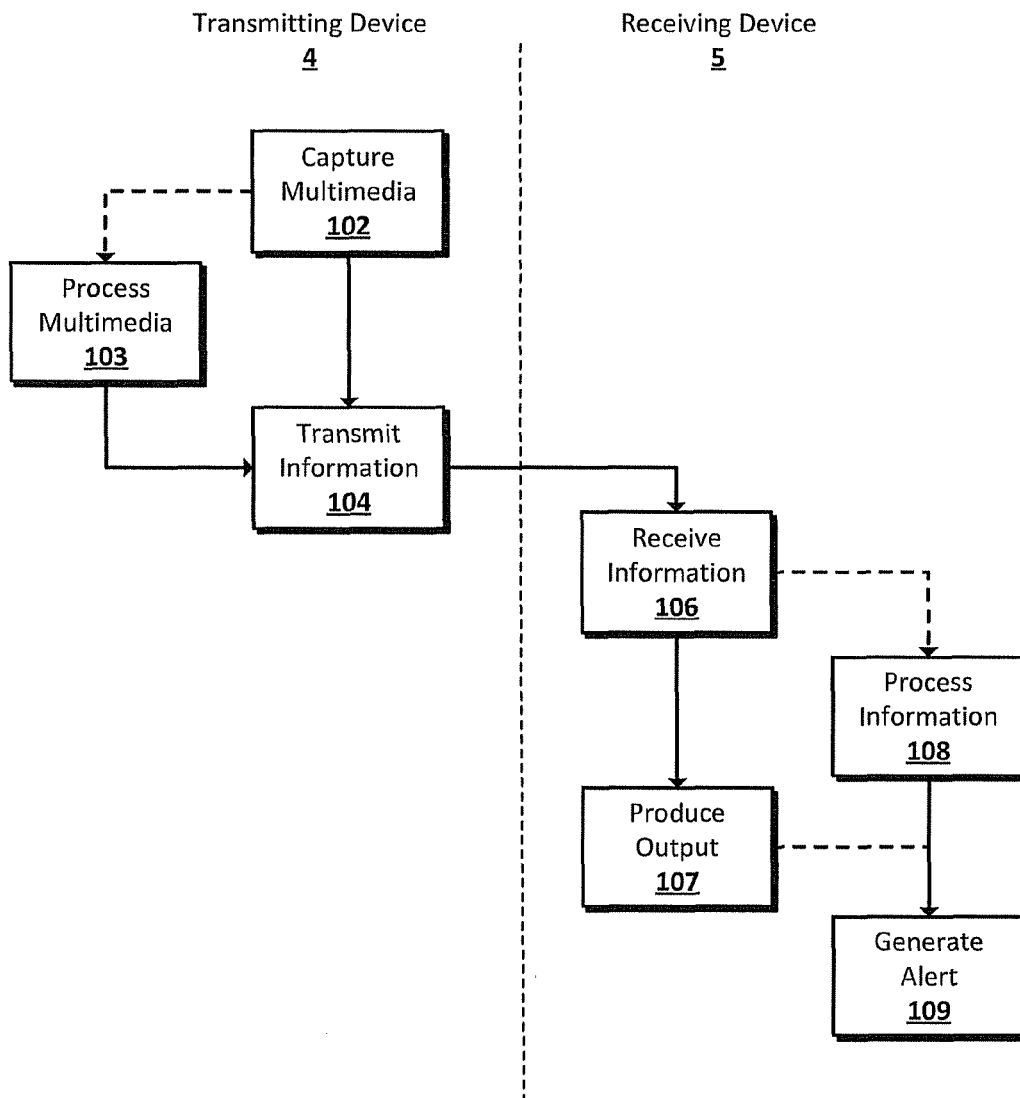 Transmitting Device
4
Receiving Device
5
Capture
Multimedia
102
Process
Multimedia
103
Transmit
Information
104
Receive
Information
106
Process
Information
108
Produce
Output
107
Generate
Alert
109